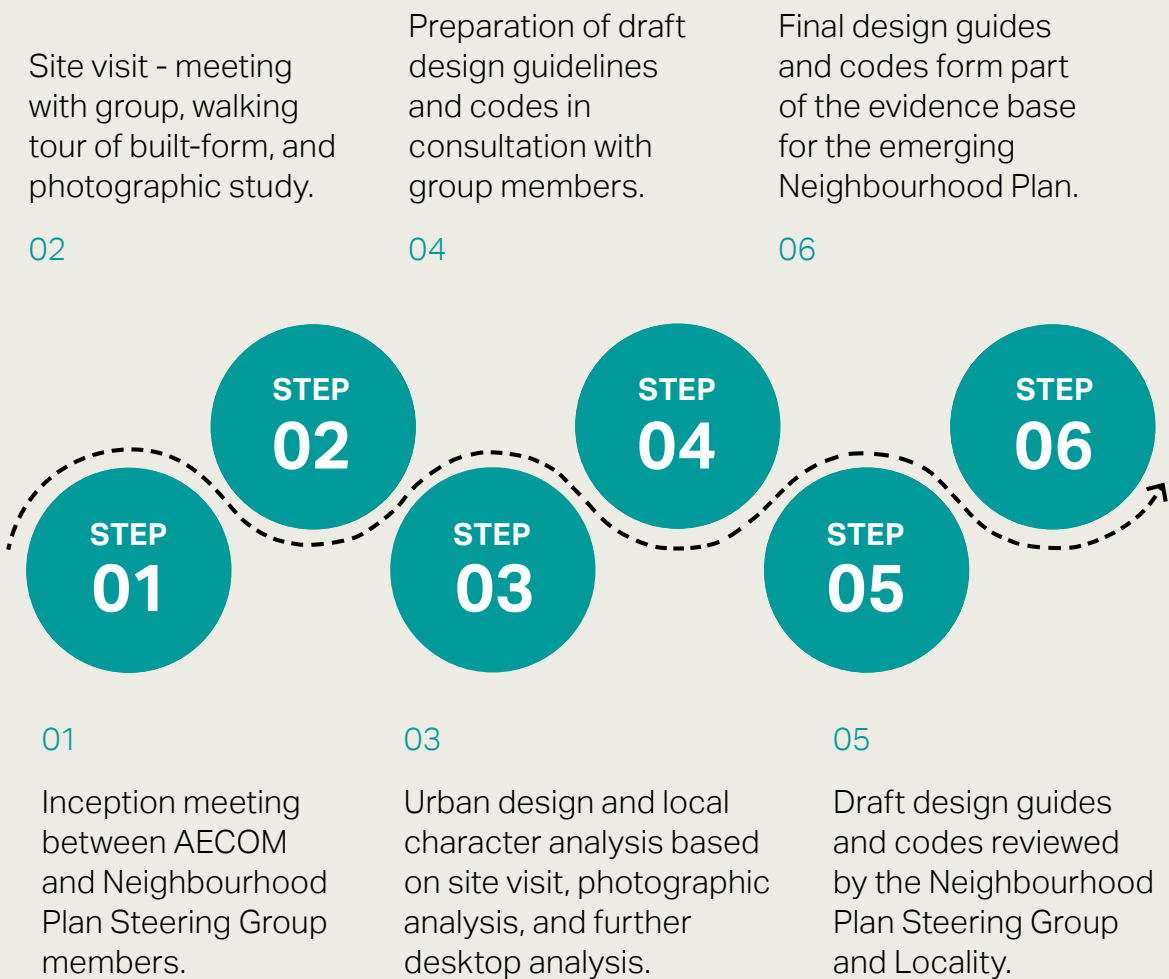 Site visit - meeting
with group, walking
tour of built-form, and
photographic study.
02
Preparation of draft
design guidelines
and codes in
consultation with
group members.
04
Final design guides
and codes form part
of the evidence base
for the emerging
Neighbourhood Plan.
06
STEP
01
STEP
02
STEP
03
STEP
04
STEP
05
STEP
06
01
Inception meeting
between AECOM
and Neighbourhood
Plan Steering Group
members.
03
Urban design and local
character analysis based
on site visit, photographic
analysis, and further
desktop analysis.
05
Draft design guides
and codes reviewed
by the Neighbourhood
Plan Steering Group
and Locality.